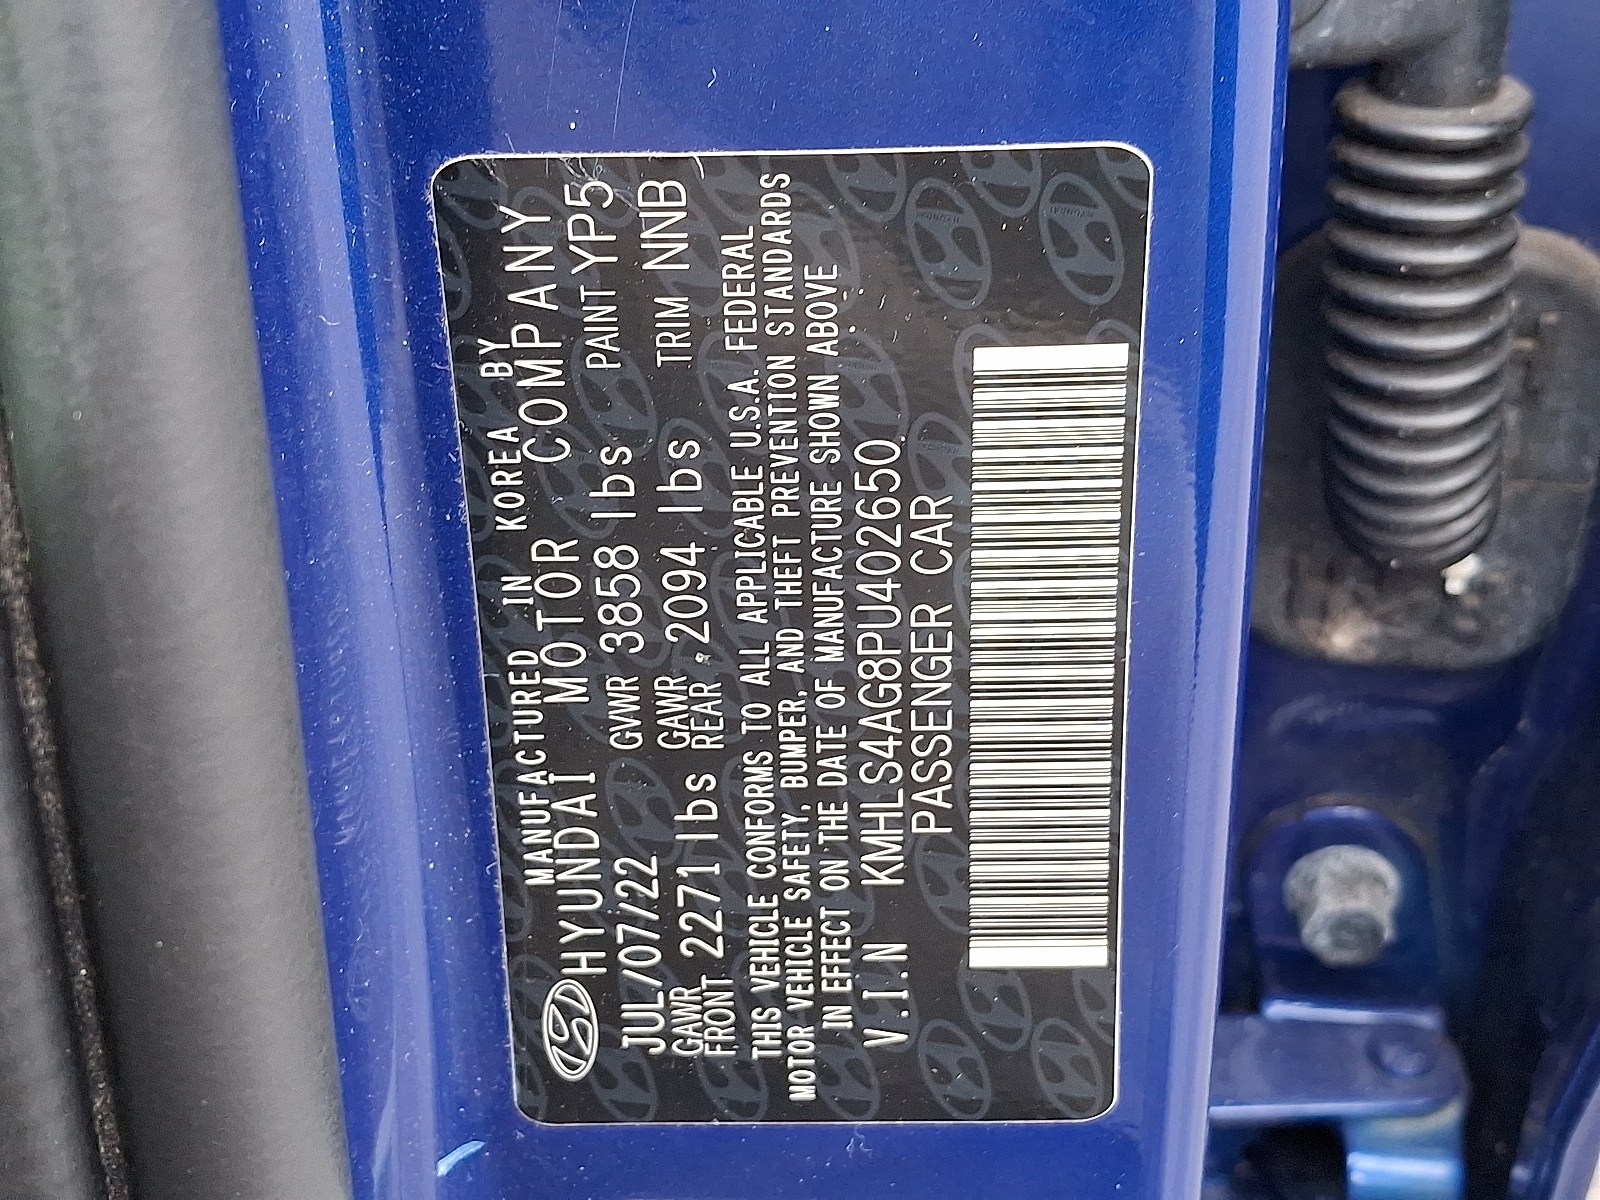 MANUFACTURED IN KOREA BY
HYUNDAI MOTOR COMPANY
JUL/07/22 GVWR 3858 lbs PAINT YP5
GAWR FRONT 2271 lbs GAWR REAR 2094 lbs TRIM NNB
THIS VEHICLE CONFORMS TO ALL APPLICABLE U.S.A. FEDERAL
MOTOR VEHICLE SAFETY, BUMPER, AND THEFT PREVENTION STANDARDS
IN EFFECT ON THE DATE OF MANUFACTURE SHOWN ABOVE
V.I.N KMHLS4AG8PU402650
PASSENGER CAR